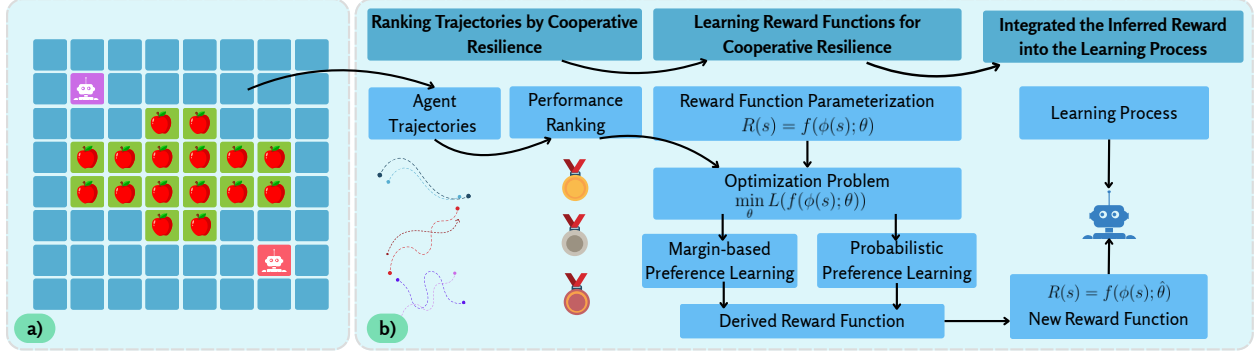 a)
Ranking Trajectories by Cooperative
Resilience
Learning Reward Functions for
Cooperative Resilience
Integrated the Inferred Reward
into the Learning Process
Agent
Trajectories
Performance
Ranking
Reward Function Parameterization
R(s) = f(ϕ(s); θ)
Learning Process
Optimization Problem
min_θ L(f(ϕ(s); θ))
Margin-based
Preference Learning
Probabilistic
Preference Learning
Derived Reward Function
R(s) = f(ϕ(s); θ̂)
New Reward Function
b)